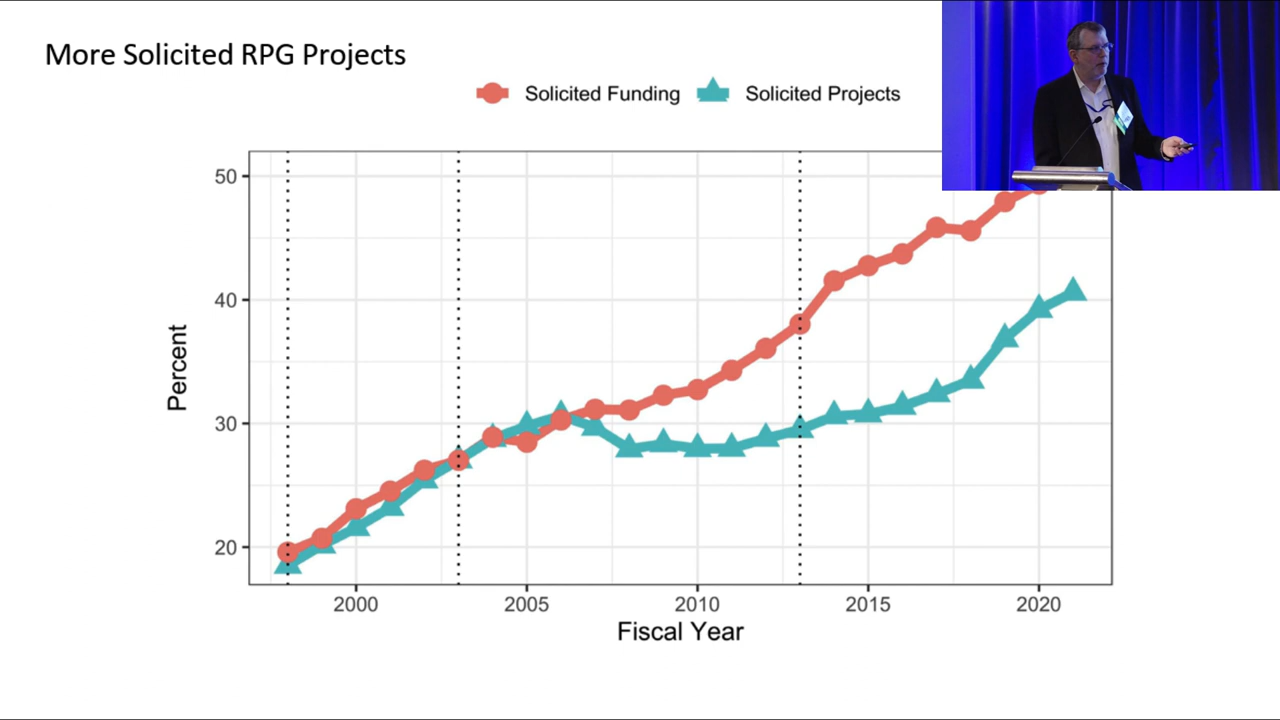 More Solicited RPG Projects
Solicited Funding
Solicited Projects
50
40
30
20
Percent
2000
2005
2010
2015
2020
Fiscal Year